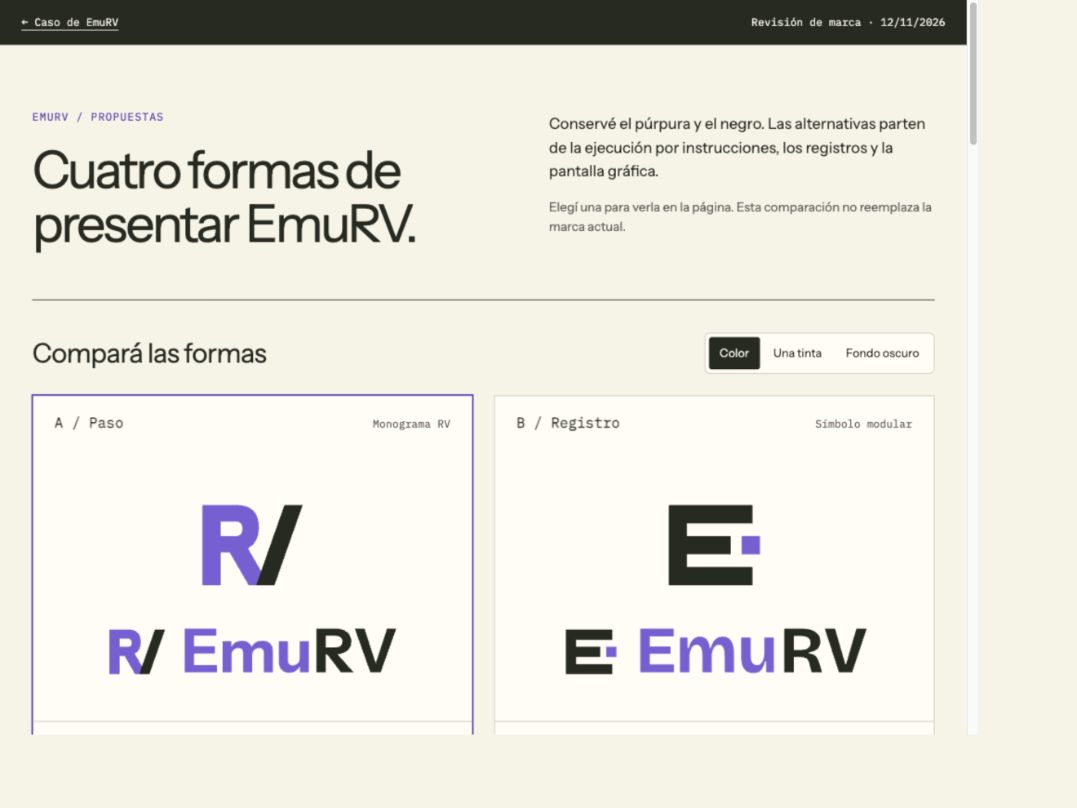 ← Caso de EmuRV
Revisión de marca · 12/11/2026
EMURV / PROPUESTAS
Cuatro formas de
presentar EmuRV.
Conservé el púrpura y el negro. Las alternativas parten
de la ejecución por instrucciones, los registros y la
pantalla gráfica.
Elegí una para verla en la página. Esta comparación no reemplaza la
marca actual.
Compará las formas
Color
Una tinta
Fondo oscuro
A / Paso
Monograma RV
RV
RV EmuRV
B / Registro
Símbolo modular
E
E EmuRV